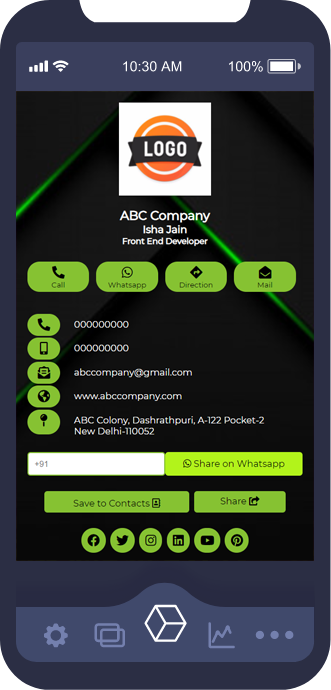 10:30 AM 100%
LOGO
ABC Company
Isha Jain
Front End Developer
Call Whatsapp Direction Mail
000000000
000000000
abccompany@gmail.com
www.abccompany.com
ABC Colony, Dashrathpuri, A-122 Pocket-2
New Delhi-110052
+91 Share on Whatsapp
Save to Contacts Share